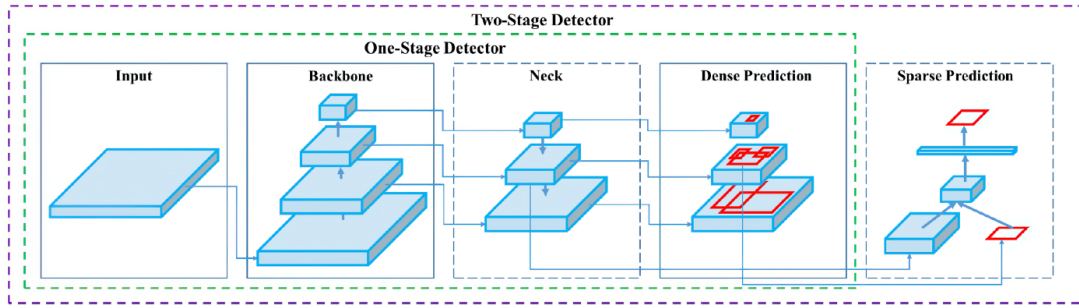 Two-Stage Detector
One-Stage Detector
Input
Backbone
Neck
Dense Prediction
Sparse Prediction